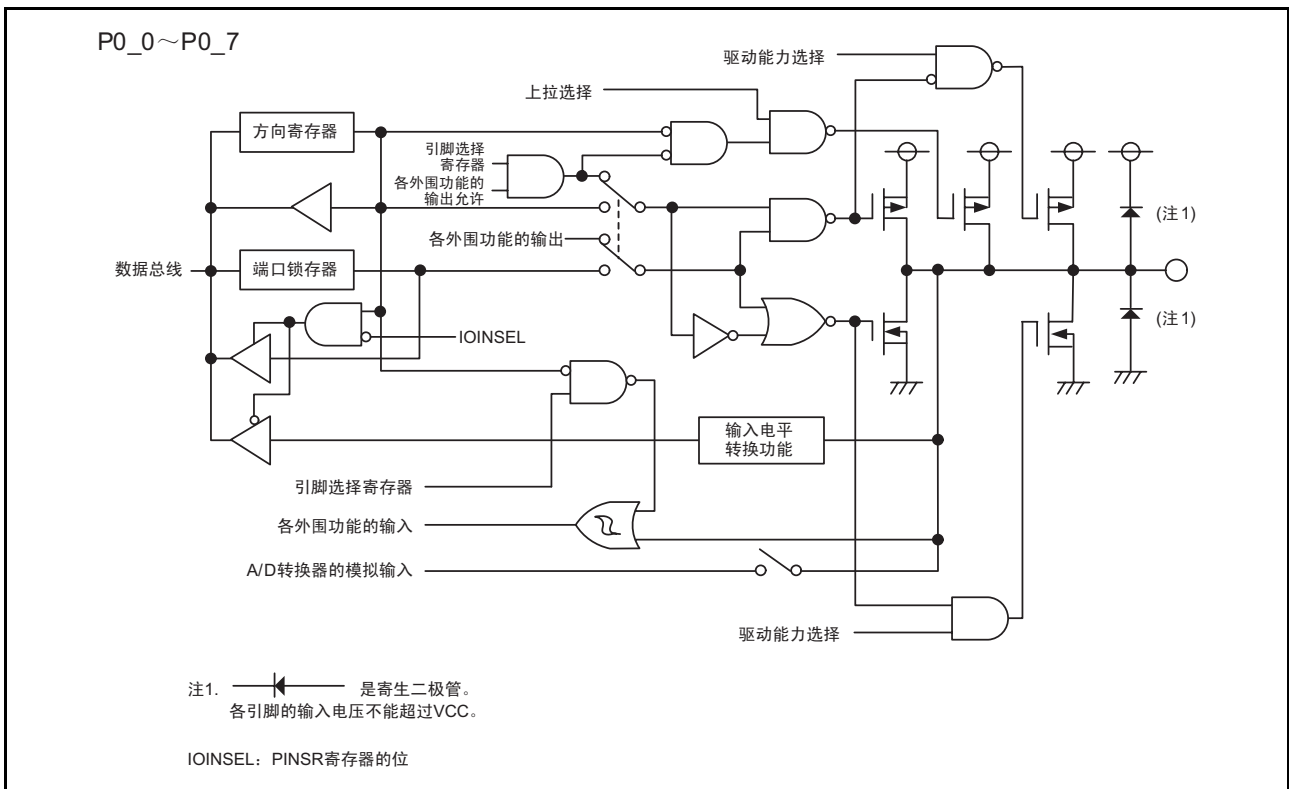 P0_0～P0_7
驱动能力选择
上拉选择
方向寄存器
引脚选择
寄存器
各外围功能的
输出允许
各外围功能的输出
(注1)
数据总线
端口锁存器
(注1)
IOINSEL
输入电平
转换功能
引脚选择寄存器
各外围功能的输入
A/D转换器的模拟输入
驱动能力选择
注1. 是寄生二极管。
各引脚的输入电压不能超过VCC。
IOINSEL：PINSR寄存器的位